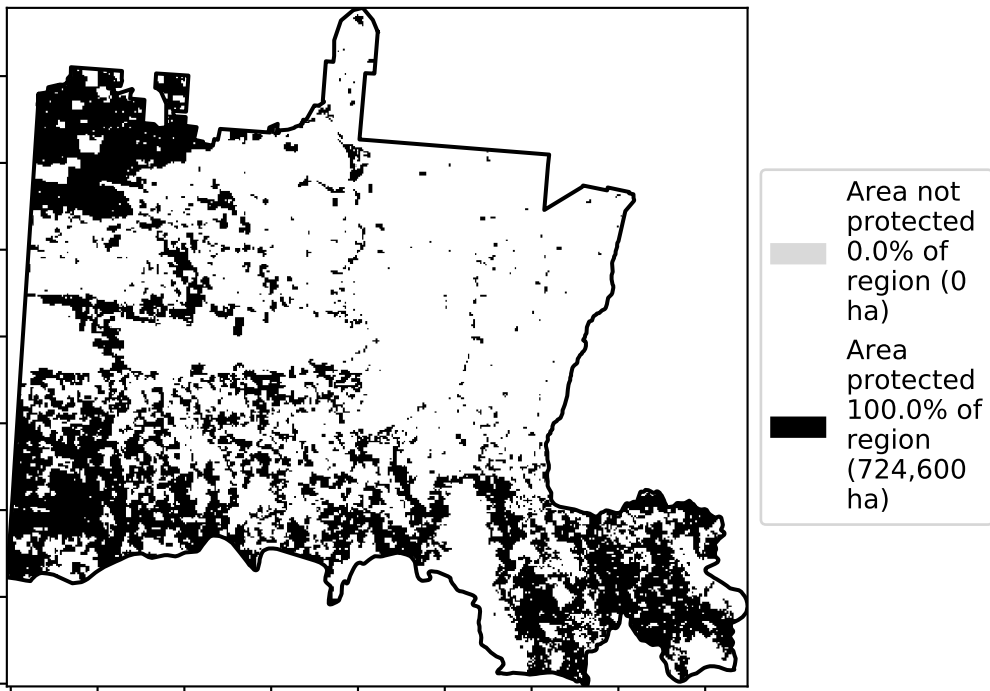 Area not
protected
0.0% of
region (0
ha)
Area
protected
100.0% of
region
(724,600
ha)